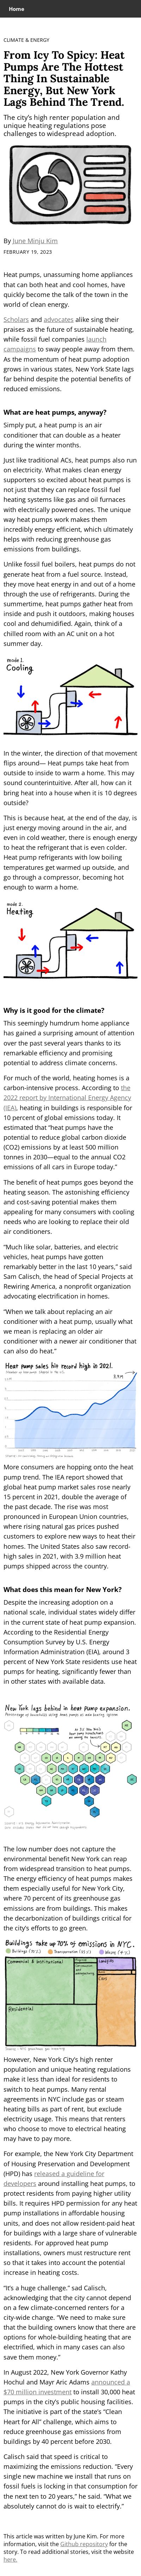 Home
CLIMATE & ENERGY
From Icy To Spicy: Heat
Pumps Are The Hottest
Thing In Sustainable
Energy, But New York
Lags Behind The Trend.
The city's high renter population and
unique heating regulations pose
challenges to widespread adoption.
By June Minju Kim
FEBRUARY 19, 2023
Heat pumps, unassuming home appliances
that can both heat and cool homes, have
quickly become the talk of the town in the
world of clean energy.
Scholars and advocates alike sing their
praises as the future of sustainable heating,
while fossil fuel companies launch
campaigns to sway people away from them.
As the momentum of heat pump adoption
grows in various states, New York State lags
far behind despite the potential benefits of
reduced emissions.
What are heat pumps, anyway?
Simply put, a heat pump is an air
conditioner that can double as a heater
during the winter months.
Just like traditional ACs, heat pumps also run
on electricity. What makes clean energy
supporters so excited about heat pumps is
not just that they can replace fossil fuel
heating systems like gas and oil furnaces
with electrically powered ones. The unique
way heat pumps work makes them
incredibly energy efficient, which ultimately
helps with reducing greenhouse gas
emissions from buildings.
Unlike fossil fuel boilers, heat pumps do not
generate heat from a fuel source. Instead,
they move heat energy in and out of a home
through the use of refrigerants. During the
summertime, heat pumps gather heat from
inside and push it outdoors, making homes
cool and dehumidified. Again, think of a
chilled room with an AC unit on a hot
summer day.
mode 1.
Cooling
In the winter, the direction of that movement
flips around— Heat pumps take heat from
outside to inside to warm a home. This may
sound counterintuitive. After all, how can it
bring heat into a house when it is 10 degrees
outside?
This is because heat, at the end of the day, is
just energy moving around in the air, and
even in cold weather, there is enough energy
to heat the refrigerant that is even colder.
Heat pump refrigerants with low boiling
temperatures get warmed up outside, and
go through a compressor, becoming hot
enough to warm a home.
mode 2.
Heating
Why is it good for the climate?
This seemingly humdrum home appliance
has gained a surprising amount of attention
over the past several years thanks to its
remarkable efficiency and promising
potential to address climate concerns.
For much of the world, heating homes is a
carbon-intensive process. According to the
2022 report by International Energy Agency
(IEA), heating in buildings is responsible for
10 percent of global emissions today. It
estimated that "heat pumps have the
potential to reduce global carbon dioxide
(CO2) emissions by at least 500 million
tonnes in 2030—equal to the annual CO2
emissions of all cars in Europe today."
The benefit of heat pumps goes beyond the
heating season. The astonishing efficiency
and cost-saving potential makes them
appealing for many consumers with cooling
needs who are looking to replace their old
air conditioners.
"Much like solar, batteries, and electric
vehicles, heat pumps have gotten
remarkably better in the last 10 years," said
Sam Calisch, the head of Special Projects at
Rewiring America, a nonprofit organization
advocating electrification in homes.
"When we talk about replacing an air
conditioner with a heat pump, usually what
we mean is replacing an older air
conditioner with a newer air conditioner that
can also do heat."
Heat pump sales hit record high in 2021.
More consumers are hopping onto the heat
pump trend. The IEA report showed that
global heat pump market sales rose nearly
15 percent in 2021, double the average of
the past decade. The rise was most
pronounced in European Union countries,
where rising natural gas prices pushed
customers to explore new ways to heat their
homes. The United States also saw record-
high sales in 2021, with 3.9 million heat
pumps shipped across the country.
What does this mean for New York?
Despite the increasing adoption on a
national scale, individual states widely differ
in the current state of heat pump expansion.
According to the Residential Energy
Consumption Survey by U.S. Energy
Information Administration (EIA), around 3
percent of New York State residents use heat
pumps for heating, significantly fewer than
in other states with available data.
New York lags behind in heat pump expansion.
The low number does not capture the
environmental benefit New York can reap
from the widespread transition to heat pumps.
The energy efficiency of heat pumps makes
them especially useful for New York City,
where 70 percent of its greenhouse gas
emissions are from buildings. This makes
the decarbonization of buildings critical for
the city's efforts to go green.
Buildings take up 70% of emissions in NYC.
Commercial & Institutional
Residential
However, New York City's high renter
population and unique heating regulations
make it less than ideal for residents to
switch to heat pumps. Many rental
agreements in NYC include gas or steam
heating bills as part of rent, but exclude
electricity usage. This means that renters
who choose to move to electrical heating
may have to pay more.
For example, the New York City Department
of Housing Preservation and Development
(HPD) has released a guideline for
developers around installing heat pumps, to
protect residents from paying higher utility
bills. It requires HPD permission for any heat
pump installations in affordable housing
units, and does not allow resident-paid heat
for buildings with a large share of vulnerable
residents. For approved heat pump
installations, owners must restructure rent
so that it takes into account the potential
increase in heating costs.
"It's a huge challenge." sad Calisch,
acknowledging that the city cannot depend
on a few climate-concerned renters for a
city-wide change. "We need to make sure
that the building owners know that there are
options for whole-building heating that are
electrified, which in many cases can also
save them money."
In August 2022, New York Governor Kathy
Hochul and Mayr Aric Adams announced a
$70 million investment to install 30,000 heat
pumps in the city's public housing facilities.
The initiative is part of the state's "Clean
Heart for All" challenge, which aims to
reduce greenhouse gas emissions from
buildings by 40 percent before 2030.
Calisch said that speed is critical to
maximizing the emissions reduction. "Every
single new machine we install that runs on
fossil fuels is locking in that consumption for
the next ten to 20 years," he said. "We
absolutely cannot do is wait to electrify."
This article was written by June Kim. For more
information, visit the Github repository for the
story. To read additional stories, visit the website
here.